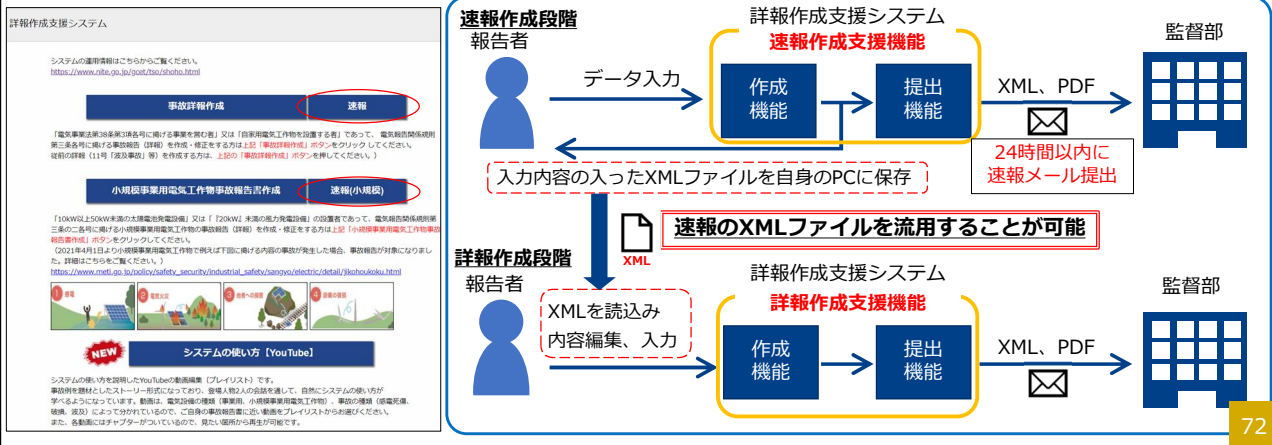 詳報作成支援システム
システムの運用情報はこちらからご覧ください。
https://www.nite.go.jp/gcet/tso/shoho.html
事故詳報作成
速報
「電気事業法第38条第3項各号に掲げる事業を営む者」又は「自家用電気工作物を設置する者」であって、 電気報告関係規則
第三条各号に掲げる事故報告（詳報）を作成・修正をする方は上記「事故詳報作成」ボタンをクリック してください。
従前の詳報（11号「波及事故」等）を作成する方は、上記の「事故詳報作成」ボタンを押してください。）
小規模事業用電気工作物事故報告書作成
速報(小規模)
「10kW以上50kW未満の太陽電池発電設備」又は「『20kW』未満の風力発電設備」の設置者であって、電気報告関係規則第
三条の二各号に掲げる小規模事業用電気工作物の事故報告（詳報）を作成・修正をする方は上記「小規模事業用電気工作物事故
報告書作成」ボタンをクリックしてください。
（2021年4月1日より小規模事業用電気工作物で例えば下図に掲げる内容の事故が発生した場合、事故報告が対象になりまし
た。詳細はこちらをご覧ください。）
https://www.meti.go.jp/policy/safety_security/industrial_safety/sangyo/electric/detail/jikohoukoku.html
1 感電
2 電気火災
3 他者への損害
4 設備の破損
NEW
システムの使い方【YouTube】
システムの使い方を説明したYouTubeの動画編集（プレイリスト）です。
事故例を題材としたストーリー形式になっており、登場人物2人の会話を通して、自然にシステムの使い方が
学べるようになっています。動画は、電気設備の種類（事業用、小規模事業用電気工作物）、事故の種類（感電死傷、
破損、波及）によって分かれているので、ご自身の事故報告書に近い動画をプレイリストからお選びください。
また、各動画にはチャプターがついているので、見たい箇所から再生が可能です。
速報作成段階
報告者
データ入力
詳報作成支援システム
速報作成支援機能
作成
機能
提出
機能
XML、PDF
監督部
24時間以内に
速報メール提出
入力内容の入ったXMLファイルを自身のPCに保存
XML
速報のXMLファイルを流用することが可能
詳報作成段階
報告者
XMLを読込み
内容編集、入力
詳報作成支援システム
詳報作成支援機能
作成
機能
提出
機能
XML、PDF
監督部
72